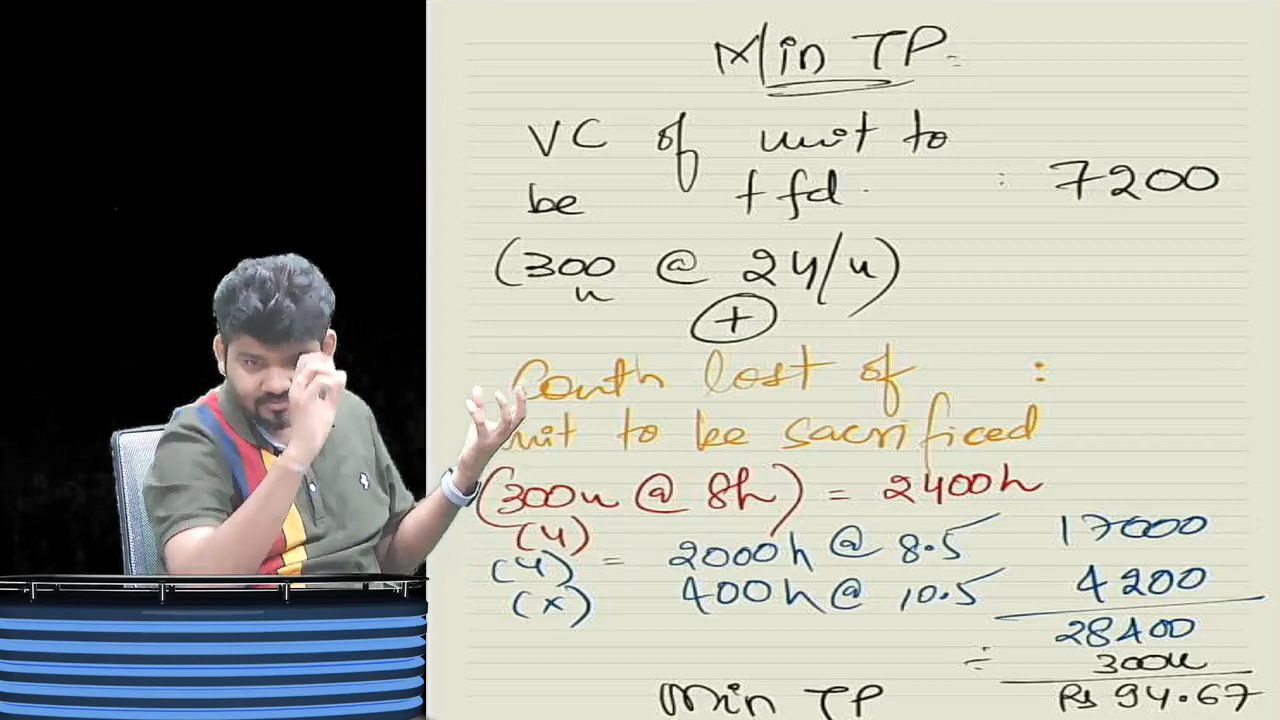 Min TP
VC of unit to
be tfd : 7200
(300 @ 24/u)
u
+
Contn lost of :
unit to be sacrificed
(300u @ 8h) = 2400h
(Y)
(Y) = 2000h @ 8.5 17000
(X) 400h @ 10.5 4200
28400
÷ 300u
Min TP Rs 94.67